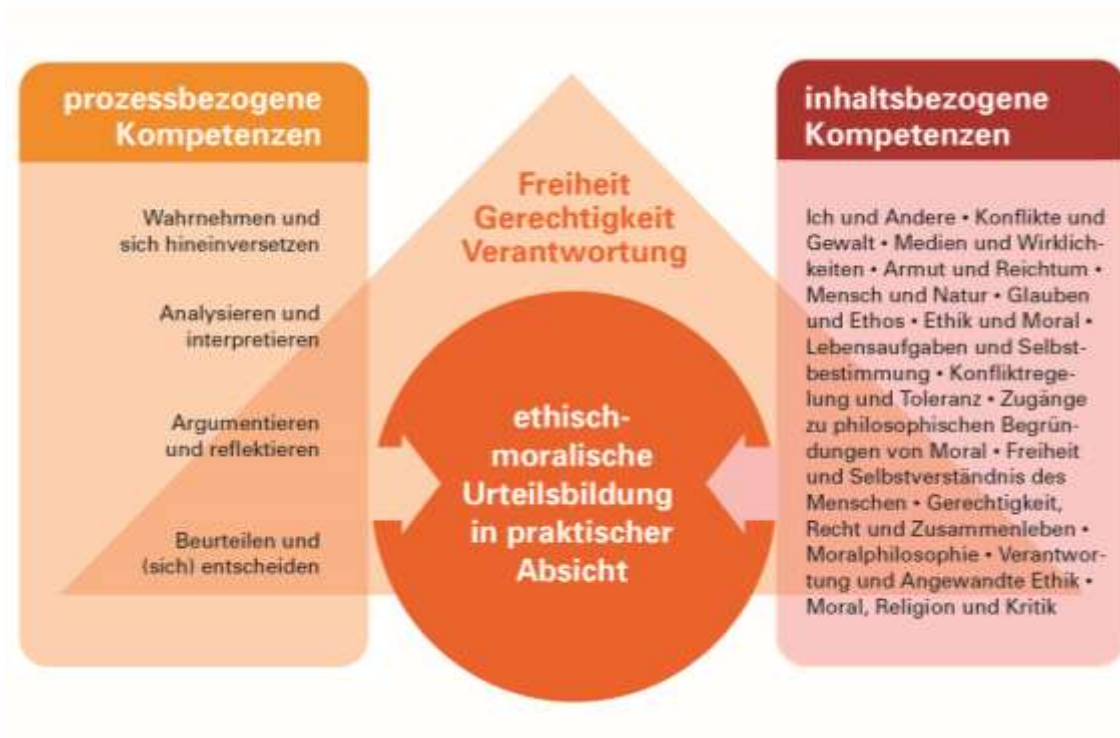 prozessbezogene
Kompetenzen
Wahrnehmen und
sich hineinversetzen
Analysieren und
interpretieren
Argumentieren
und reflektieren
Beurteilen und
(sich) entscheiden
Freiheit
Gerechtigkeit
Verantwortung
ethisch-
moralische
Urteilsbildung
in praktischer
Absicht
inhaltsbezogene
Kompetenzen
Ich und Andere • Konflikte und
Gewalt • Medien und Wirklich-
keiten • Armut und Reichtum •
Mensch und Natur • Glauben
und Ethos • Ethik und Moral •
Lebensaufgaben und Selbst-
bestimmung • Konfliktrege-
lung und Toleranz • Zugänge
zu philosophischen Begrün-
dungen von Moral • Freiheit
und Selbstverständnis des
Menschen • Gerechtigkeit,
Recht und Zusammenleben •
Moralphilosophie • Verantwor-
tung und Angewandte Ethik •
Moral, Religion und Kritik